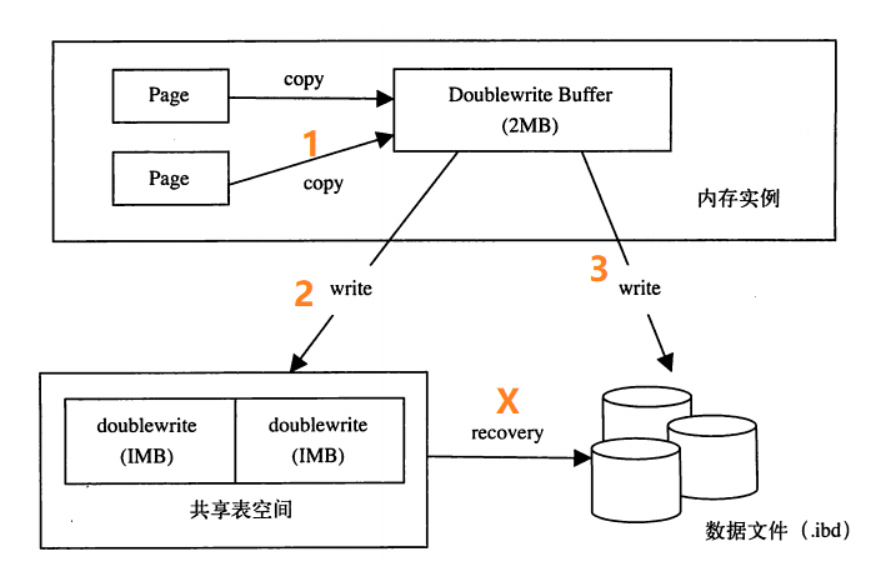 Page
copy
Doublewrite Buffer
(2MB)
1
Page
copy
内存实例
2
write
3
write
doublewrite
(IMB)
doublewrite
(IMB)
共享表空间
X
recovery
数据文件（.ibd）